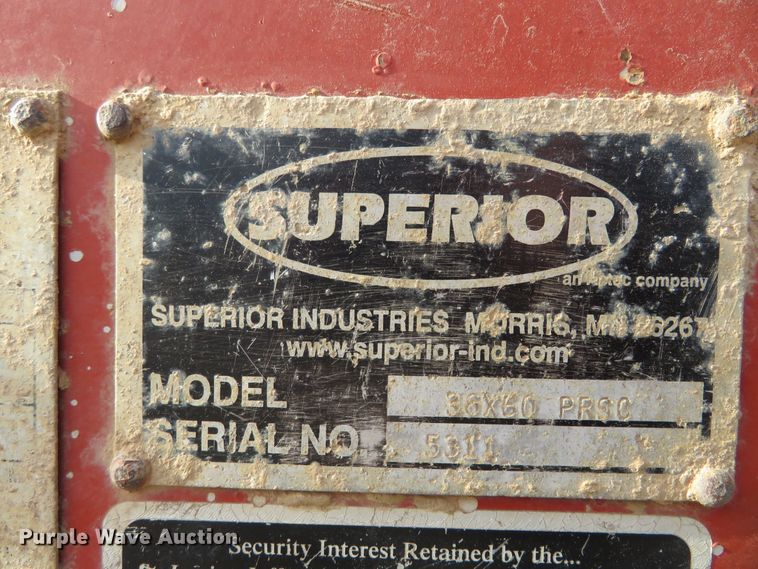 SUPERIOR
an company
SUPERIOR INDUSTRIES MORRIS, MN 56267
www.superior-ind.com
MODEL 36X50 PRSC
SERIAL NO 5311
Security Interest Retained by the...
Purple Wave Auction